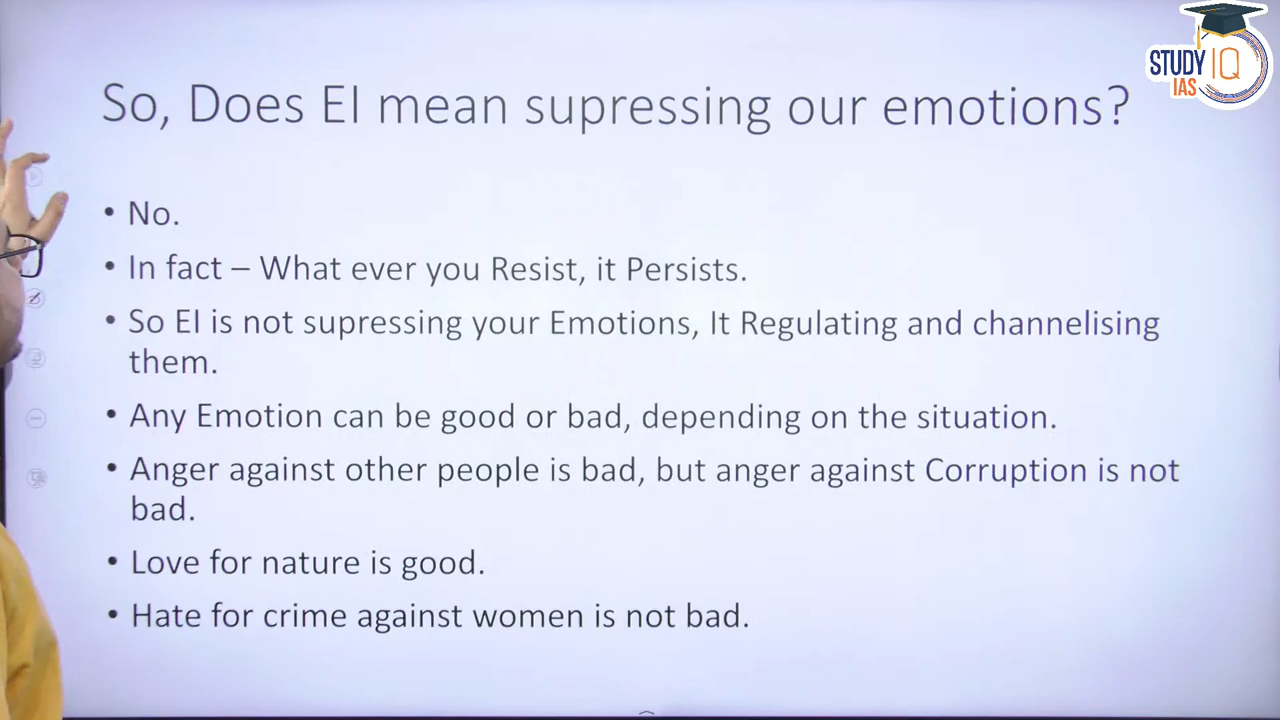 STUDY IQ
IAS
So, Does EI mean supressing our emotions?
• No.
• In fact – What ever you Resist, it Persists.
• So EI is not supressing your Emotions, It Regulating and channelising
them.
• Any Emotion can be good or bad, depending on the situation.
• Anger against other people is bad, but anger against Corruption is not
bad.
• Love for nature is good.
• Hate for crime against women is not bad.